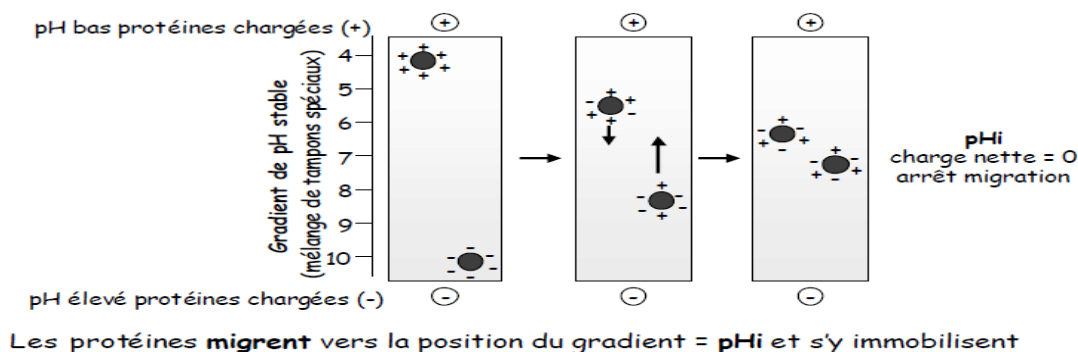 pH bas protéines chargées (+)
+
+
+
Gradient de pH stable
(mélange de tampons spéciaux)
4
5
6
7
8
9
10
pHi
charge nette = 0
arrêt migration
pH élevé protéines chargées (-)
-
-
-
Les protéines migrent vers la position du gradient = pHi et s'y immobilisent